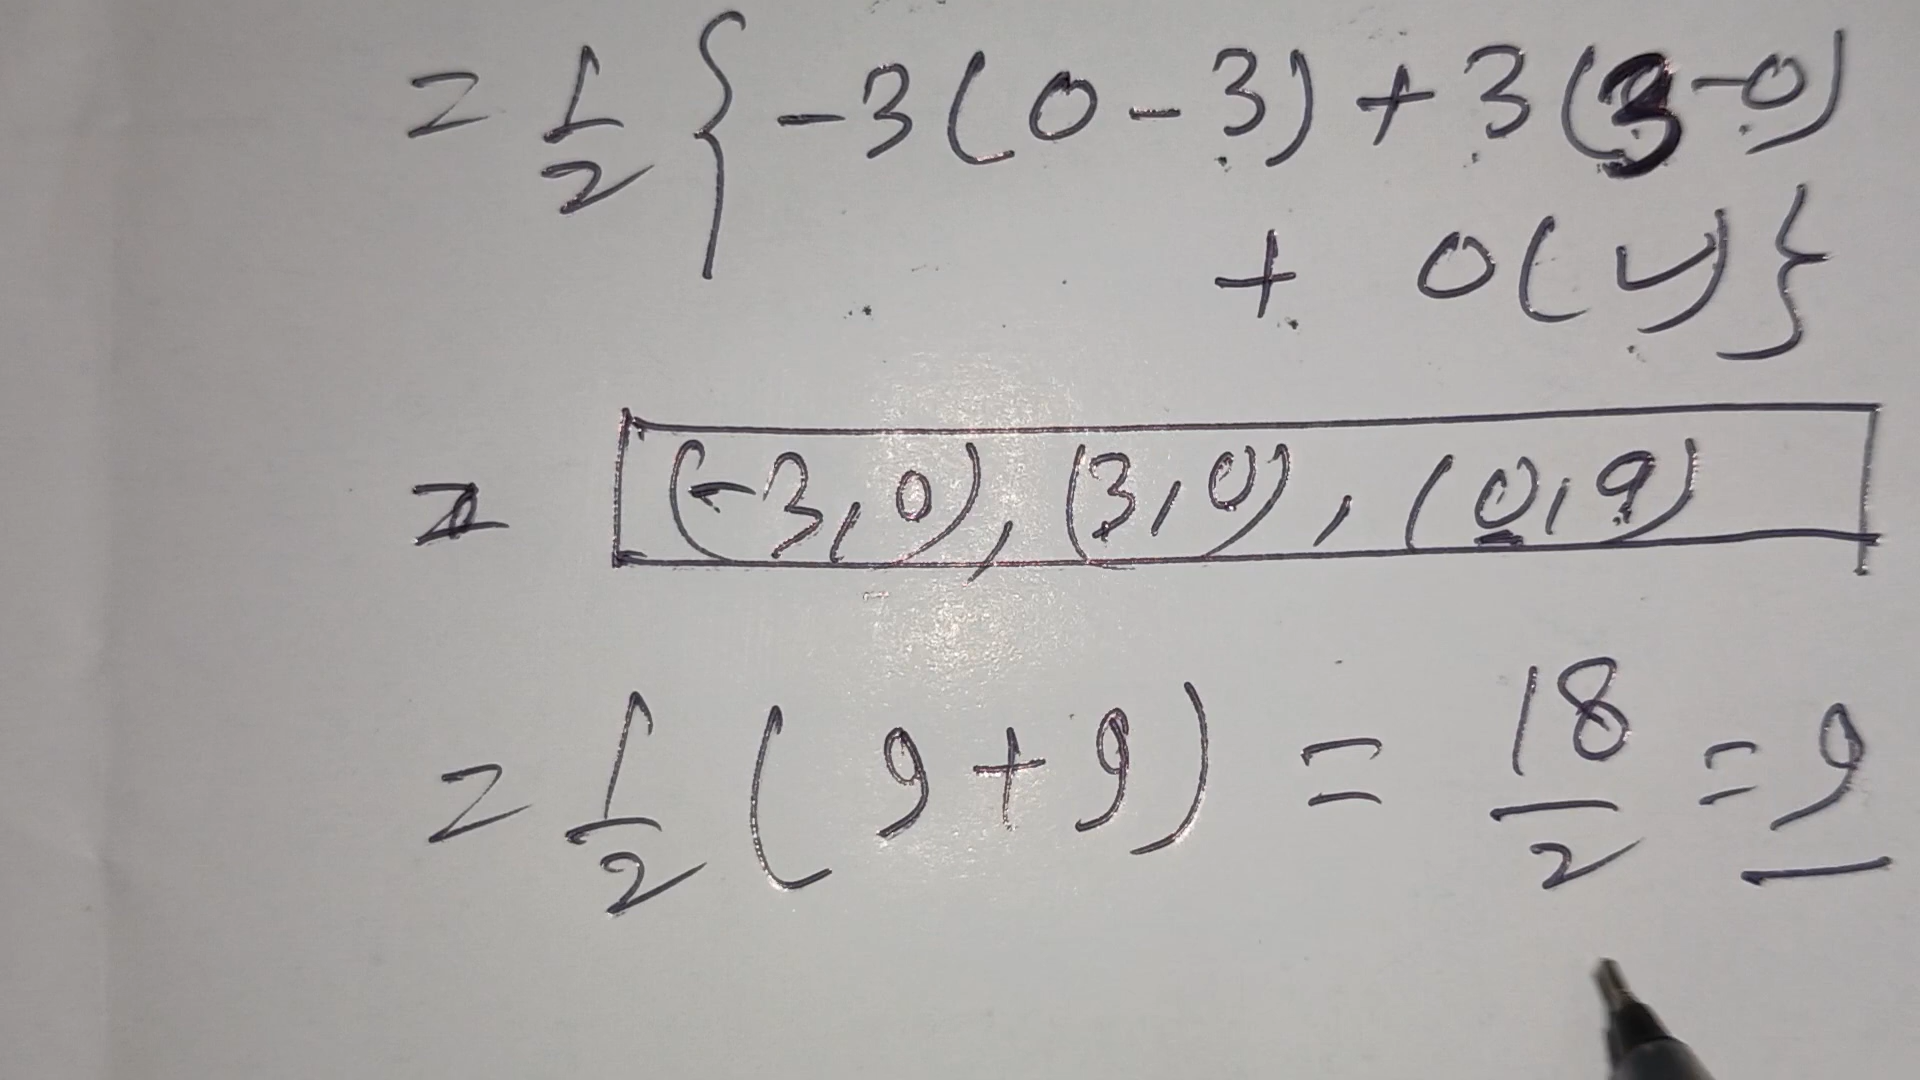 = 1/2 { -3(0-3) + 3(3-0)
+ 0( ) }
= (-3,0), (3,0), (0,9)
= 1/2 (9+9) = 18/2 = 9